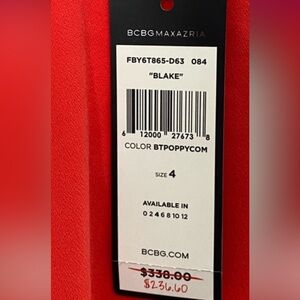 BCBGMAXAZRIA
FBY6T865-D63 084
"BLAKE"
6 12000 27673 8
COLOR BTPOPPYCOM
SIZE 4
AVAILABLE IN
0 2 4 6 8 10 12
BCBG.COM
$338.00
$236.60